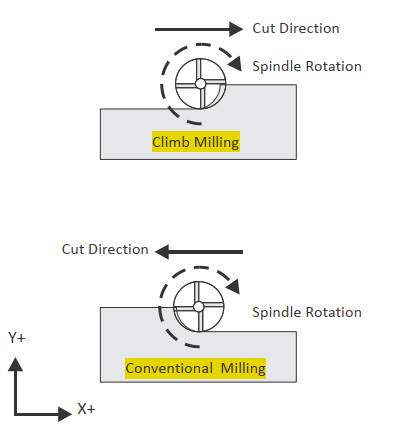 Cut Direction
Spindle Rotation
Climb Milling
Cut Direction
Spindle Rotation
Conventional Milling
Y+
X+